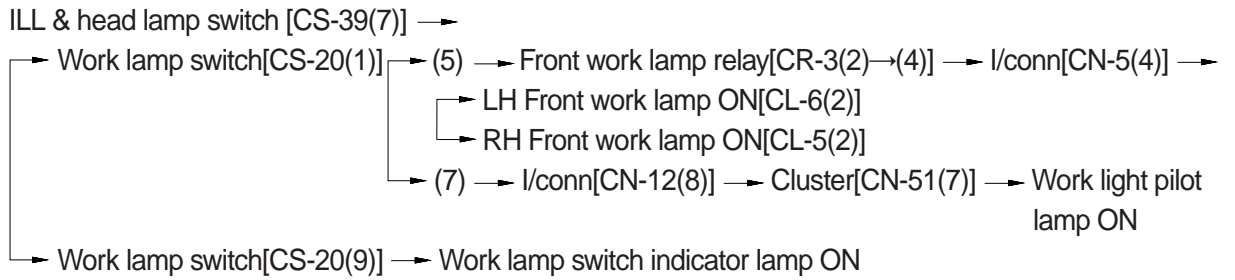 ILL & head lamp switch [CS-39(7)] →
Work lamp switch[CS-20(1)] → (5) → Front work lamp relay[CR-3(2)→(4)] → I/conn[CN-5(4)] →
→ LH Front work lamp ON[CL-6(2)]
→ RH Front work lamp ON[CL-5(2)]
→ (7) → I/conn[CN-12(8)] → Cluster[CN-51(7)] → Work light pilot
lamp ON
→ Work lamp switch[CS-20(9)] → Work lamp switch indicator lamp ON